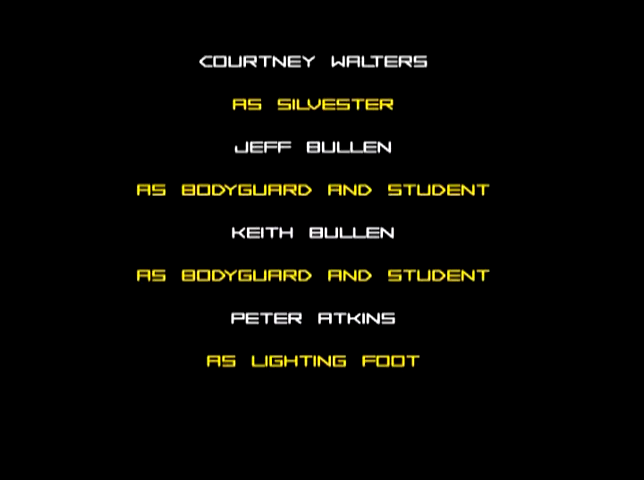 COURTNEY WALTERS
AS SILVESTER
JEFF BULLEN
AS BODYGUARD AND STUDENT
KEITH BULLEN
AS BODYGUARD AND STUDENT
PETER ATKINS
AS LIGHTING FOOT